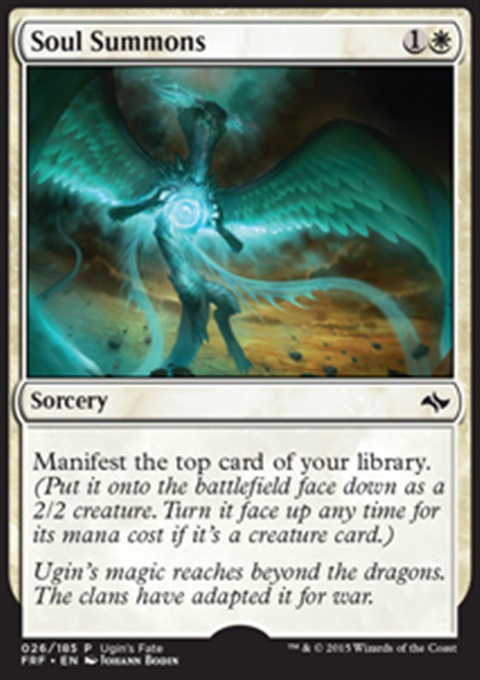 Soul Summons 1
Sorcery
Manifest the top card of your library.
(Put it onto the battlefield face down as a
2/2 creature. Turn it face up any time for
its mana cost if it's a creature card.)
Ugin's magic reaches beyond the dragons.
The clans have adapted it for war.
026/185 P Ugin's Fate
FRF • EN Johann Bodin
™ & © 2015 Wizards of the Coast